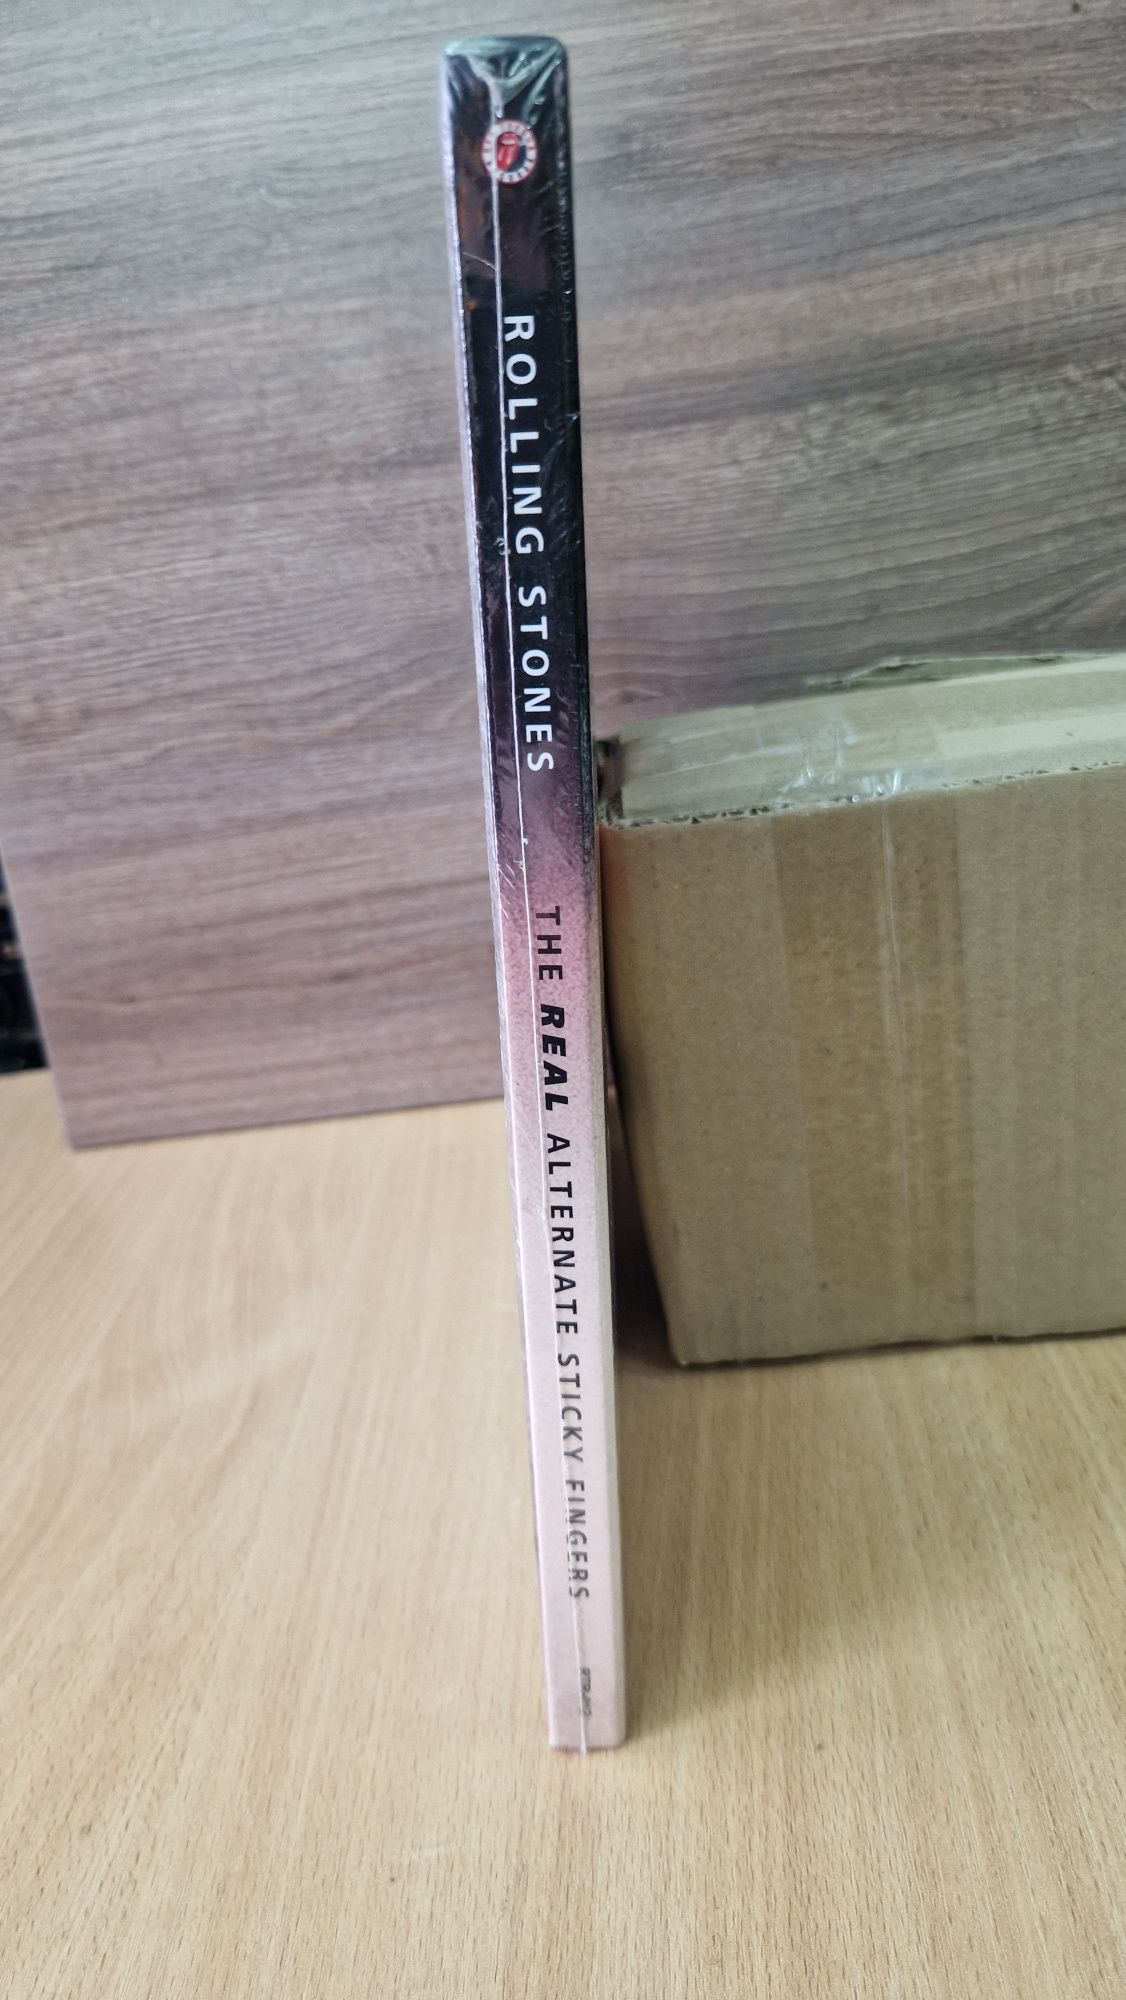 ROLLING STONES
THE REAL ALTERNATE STICKY FINGERS